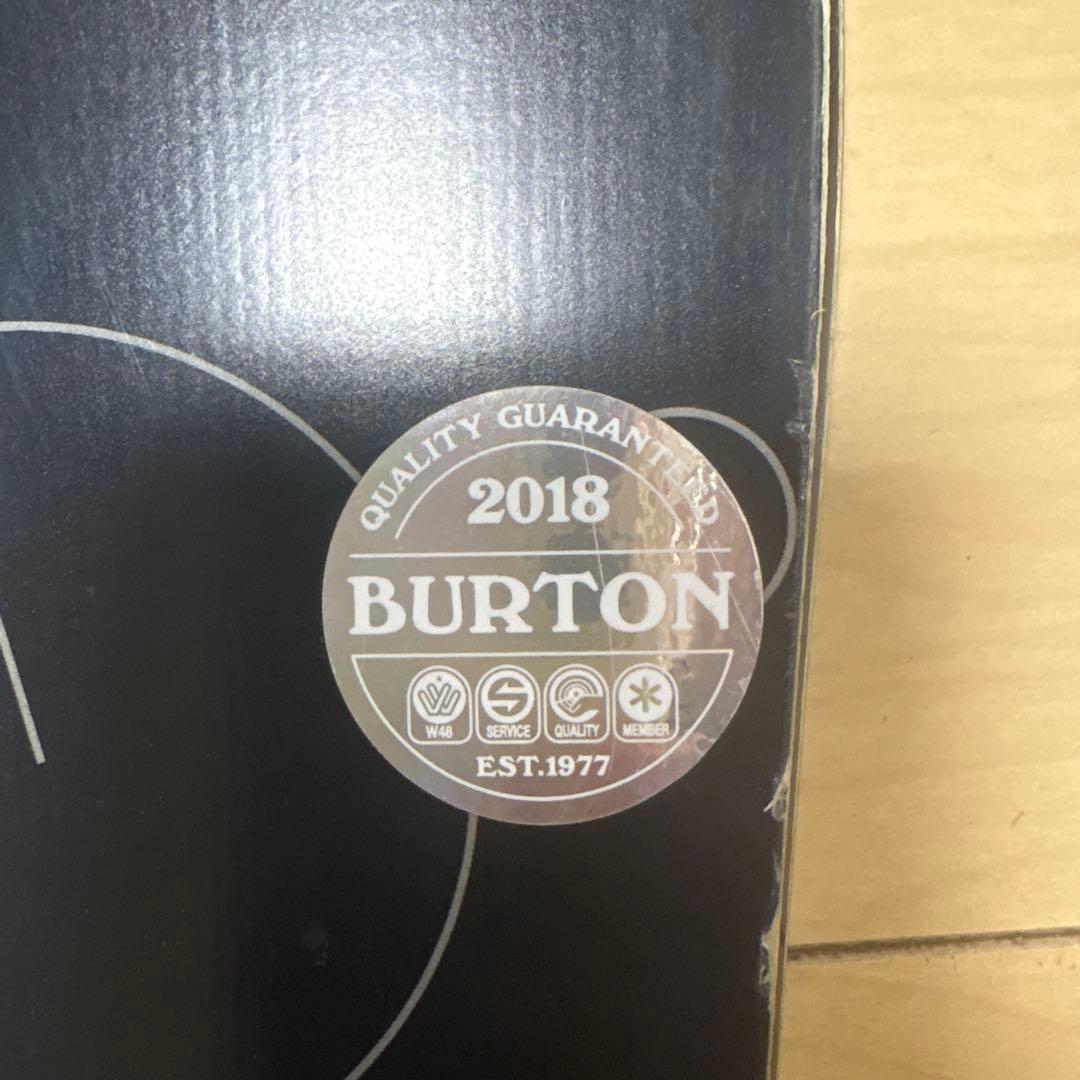 QUALITY GUARANTEED
2018
BURTON
W48 SERVICE QUALITY MEMBER
EST.1977